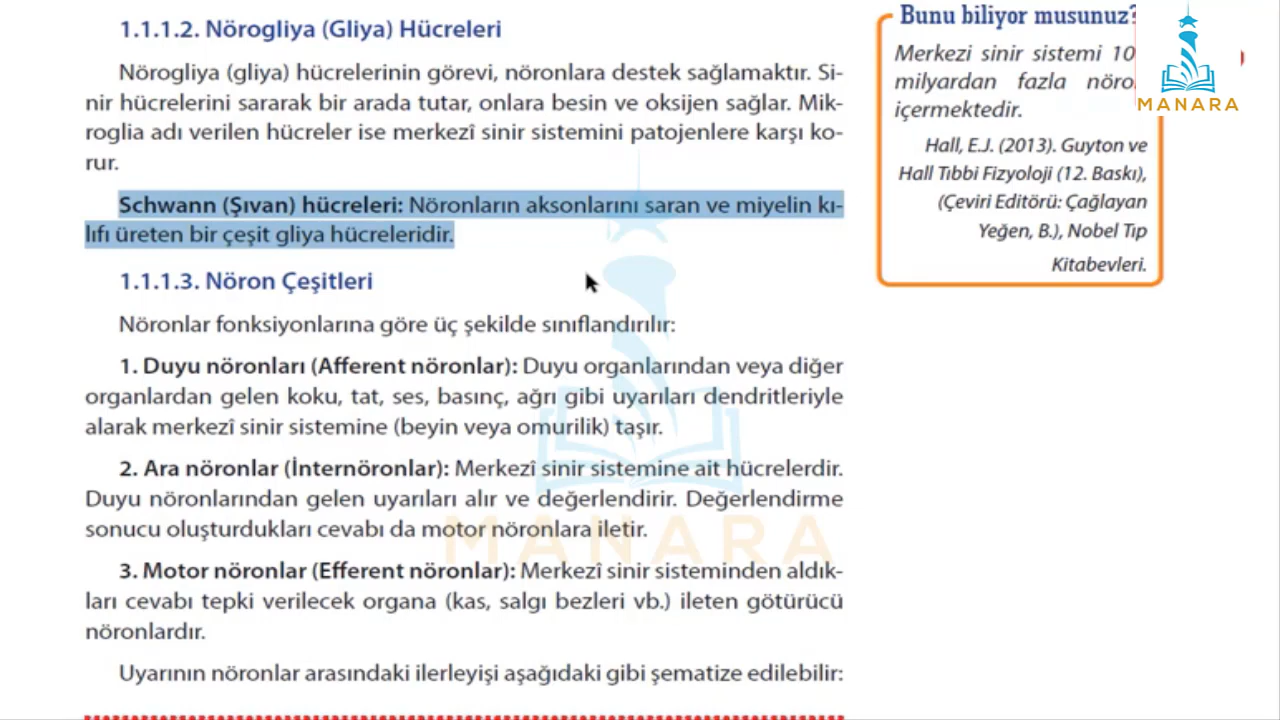 1.1.1.2. Nörogliya (Gliya) Hücreleri
Nörogliya (gliya) hücrelerinin görevi, nöronlara destek sağlamaktır. Si-
nir hücrelerini sararak bir arada tutar, onlara besin ve oksijen sağlar. Mik-
roglia adı verilen hücreler ise merkezî sinir sistemini patojenlere karşı ko-
rur.
Schwann (Şıvan) hücreleri: Nöronların aksonlarını saran ve miyelin kı-
lıfı üreten bir çeşit gliya hücreleridir.
1.1.1.3. Nöron Çeşitleri
Nöronlar fonksiyonlarına göre üç şekilde sınıflandırılır:
1. Duyu nöronları (Afferent nöronlar): Duyu organlarından veya diğer
organlardan gelen koku, tat, ses, basınç, ağrı gibi uyarıları dendritleriyle
alarak merkezî sinir sistemine (beyin veya omurilik) taşır.
2. Ara nöronlar (İnternöronlar): Merkezî sinir sistemine ait hücrelerdir.
Duyu nöronlarından gelen uyarıları alır ve değerlendirir. Değerlendirme
sonucu oluşturdukları cevabı da motor nöronlara iletir.
3. Motor nöronlar (Efferent nöronlar): Merkezî sinir sisteminden aldık-
ları cevabı tepki verilecek organa (kas, salgı bezleri vb.) ileten götürücü
nöronlardır.
Uyarının nöronlar arasındaki ilerleyişi aşağıdaki gibi şematize edilebilir:
Bunu biliyor musunuz?
Merkezi sinir sistemi 10
milyardan fazla nöro
içermektedir.
Hall, E.J. (2013). Guyton ve
Hall Tıbbi Fizyoloji (12. Baskı),
(Çeviri Editörü: Çağlayan
Yeğen, B.), Nobel Tıp
Kitabevleri.
MANARA
MANARA